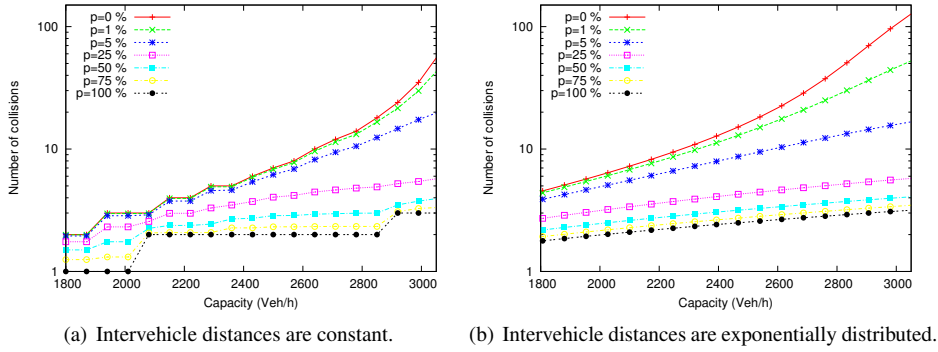 p=0 %
p=1 %
p=5 %
p=25 %
p=50 %
p=75 %
p=100 %
Number of collisions
100
10
1
1800 2000 2200 2400 2600 2800 3000
Capacity (Veh/h)
(a) Intervehicle distances are constant.
p=0 %
p=1 %
p=5 %
p=25 %
p=50 %
p=75 %
p=100 %
Number of collisions
100
10
1
1800 2000 2200 2400 2600 2800 3000
Capacity (Veh/h)
(b) Intervehicle distances are exponentially distributed.